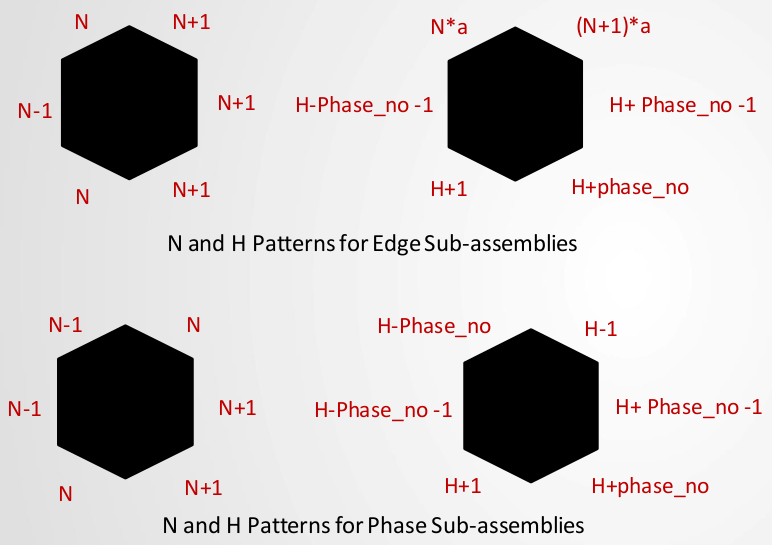 N N+1
N-1 N+1
N N+1
N*a (N+1)*a
H-Phase_no -1 H+ Phase_no -1
H+1 H+phase_no
N and H Patterns for Edge Sub-assemblies
N-1 N
N-1 N+1
N N+1
H-Phase_no H-1
H-Phase_no -1 H+ Phase_no -1
H+1 H+phase_no
N and H Patterns for Phase Sub-assemblies